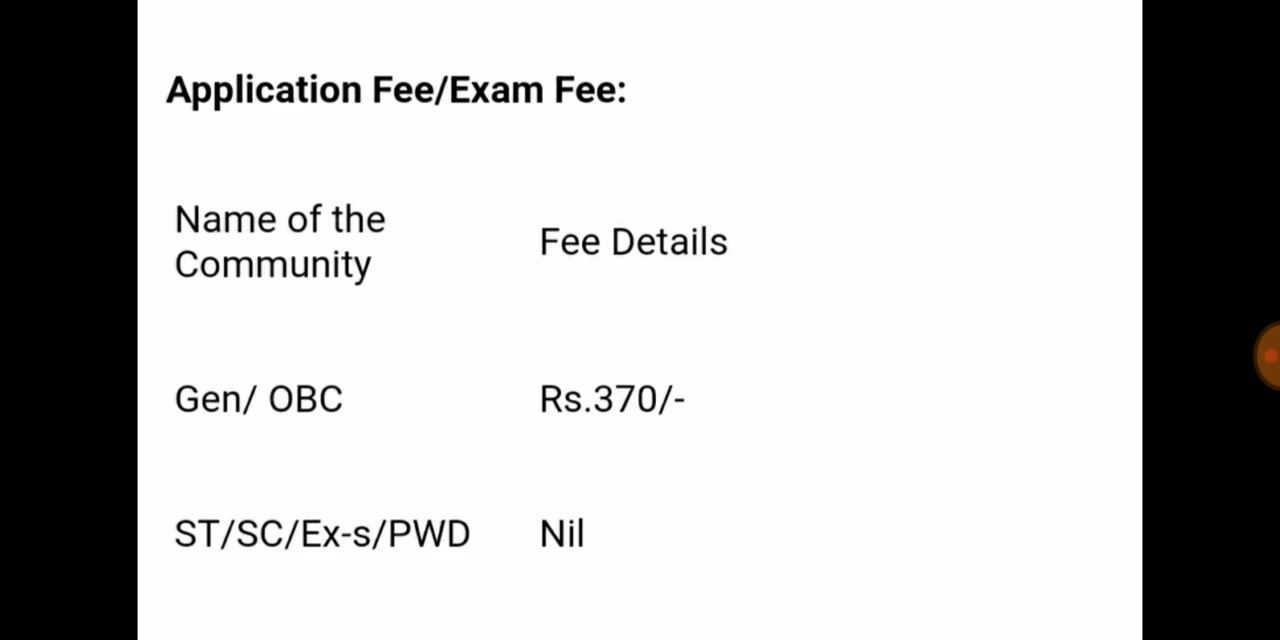 Application Fee/Exam Fee:
Name of the
Community
Fee Details
Gen/ OBC
Rs.370/-
ST/SC/Ex-s/PWD
Nil